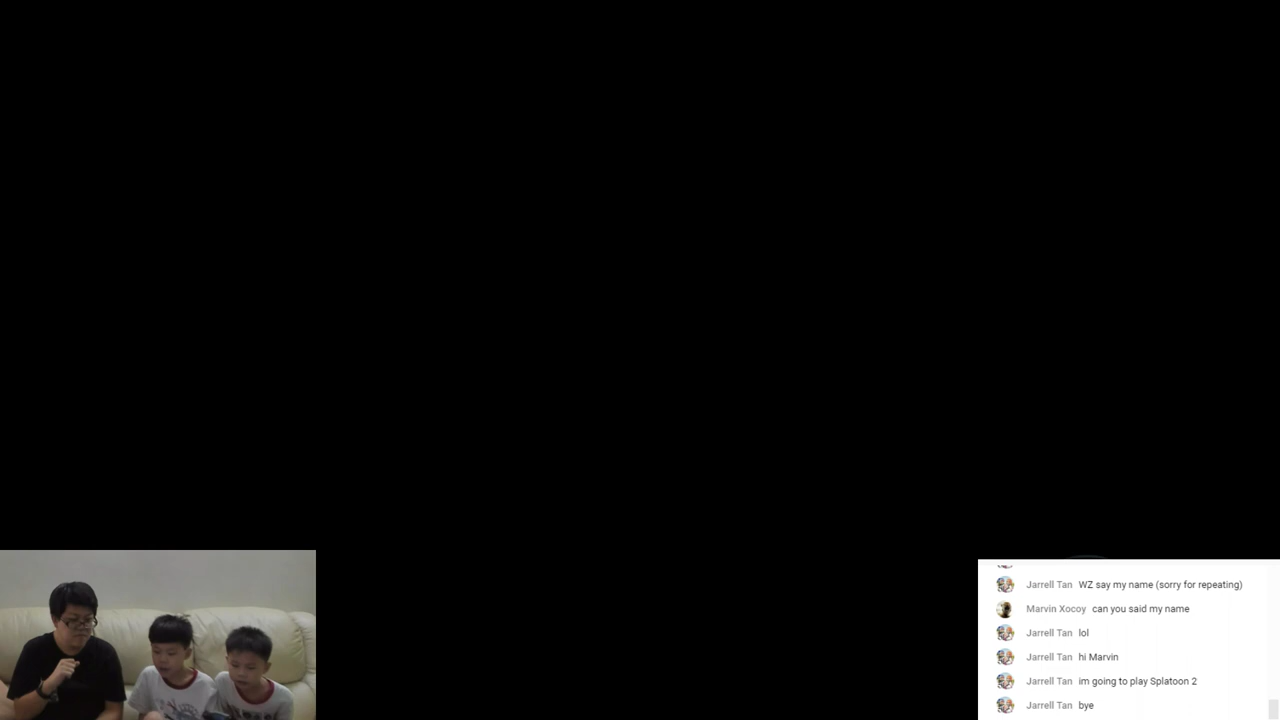 Jarrell Tan WZ say my name (sorry for repeating)
Marvin Xocoy can you said my name
Jarrell Tan lol
Jarrell Tan hi Marvin
Jarrell Tan im going to play Splatoon 2
Jarrell Tan bye